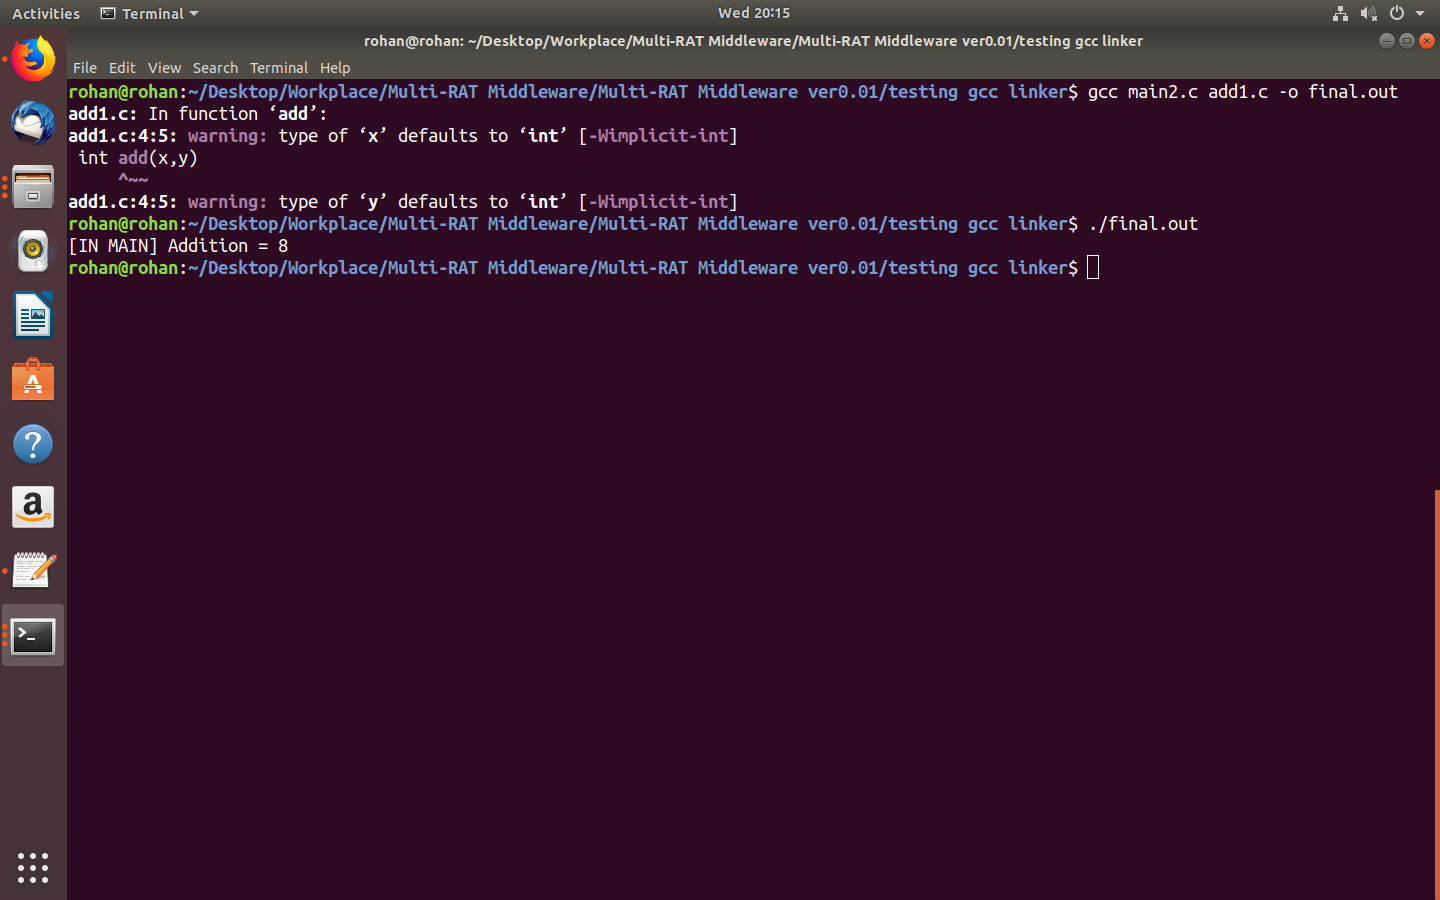 Activities Terminal Wed 20:15
rohan@rohan: ~/Desktop/Workplace/Multi-RAT Middleware/Multi-RAT Middleware ver0.01/testing gcc linker
File Edit View Search Terminal Help
rohan@rohan:~/Desktop/Workplace/Multi-RAT Middleware/Multi-RAT Middleware ver0.01/testing gcc linker$ gcc main2.c add1.c -o final.out
add1.c: In function ‘add’:
add1.c:4:5: warning: type of ‘x’ defaults to ‘int’ [-Wimplicit-int]
 int add(x,y)
     ^~~
add1.c:4:5: warning: type of ‘y’ defaults to ‘int’ [-Wimplicit-int]
rohan@rohan:~/Desktop/Workplace/Multi-RAT Middleware/Multi-RAT Middleware ver0.01/testing gcc linker$ ./final.out
[IN MAIN] Addition = 8
rohan@rohan:~/Desktop/Workplace/Multi-RAT Middleware/Multi-RAT Middleware ver0.01/testing gcc linker$